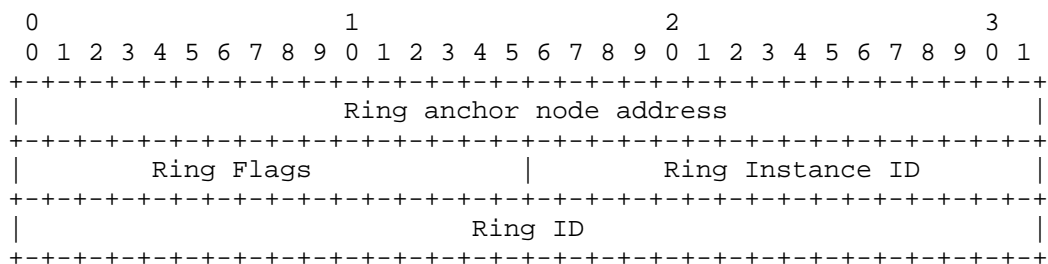 0                   1                   2                   3
 0 1 2 3 4 5 6 7 8 9 0 1 2 3 4 5 6 7 8 9 0 1 2 3 4 5 6 7 8 9 0 1
+-+-+-+-+-+-+-+-+-+-+-+-+-+-+-+-+-+-+-+-+-+-+-+-+-+-+-+-+-+-+-+-+
|                    Ring anchor node address                   |
+-+-+-+-+-+-+-+-+-+-+-+-+-+-+-+-+-+-+-+-+-+-+-+-+-+-+-+-+-+-+-+-+
|        Ring Flags             |        Ring Instance ID       |
+-+-+-+-+-+-+-+-+-+-+-+-+-+-+-+-+-+-+-+-+-+-+-+-+-+-+-+-+-+-+-+-+
|                            Ring ID                            |
+-+-+-+-+-+-+-+-+-+-+-+-+-+-+-+-+-+-+-+-+-+-+-+-+-+-+-+-+-+-+-+-+